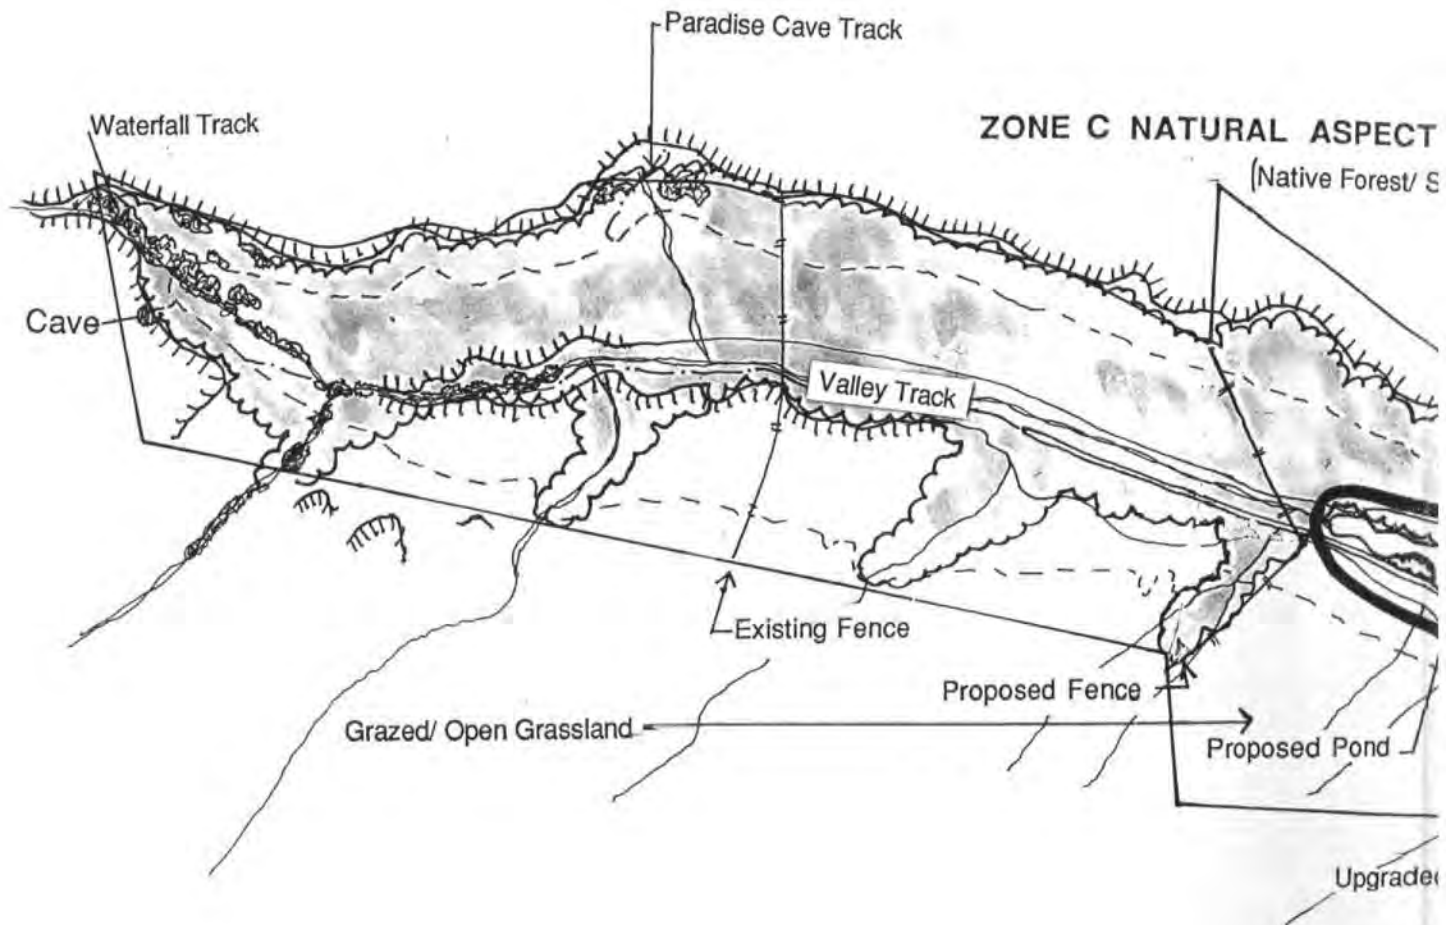 Paradise Cave Track
Waterfall Track
ZONE C NATURAL ASPECT
(Native Forest/ S
Cave
Valley Track
Existing Fence
Proposed Fence
Grazed/ Open Grassland
Proposed Pond
Upgraded